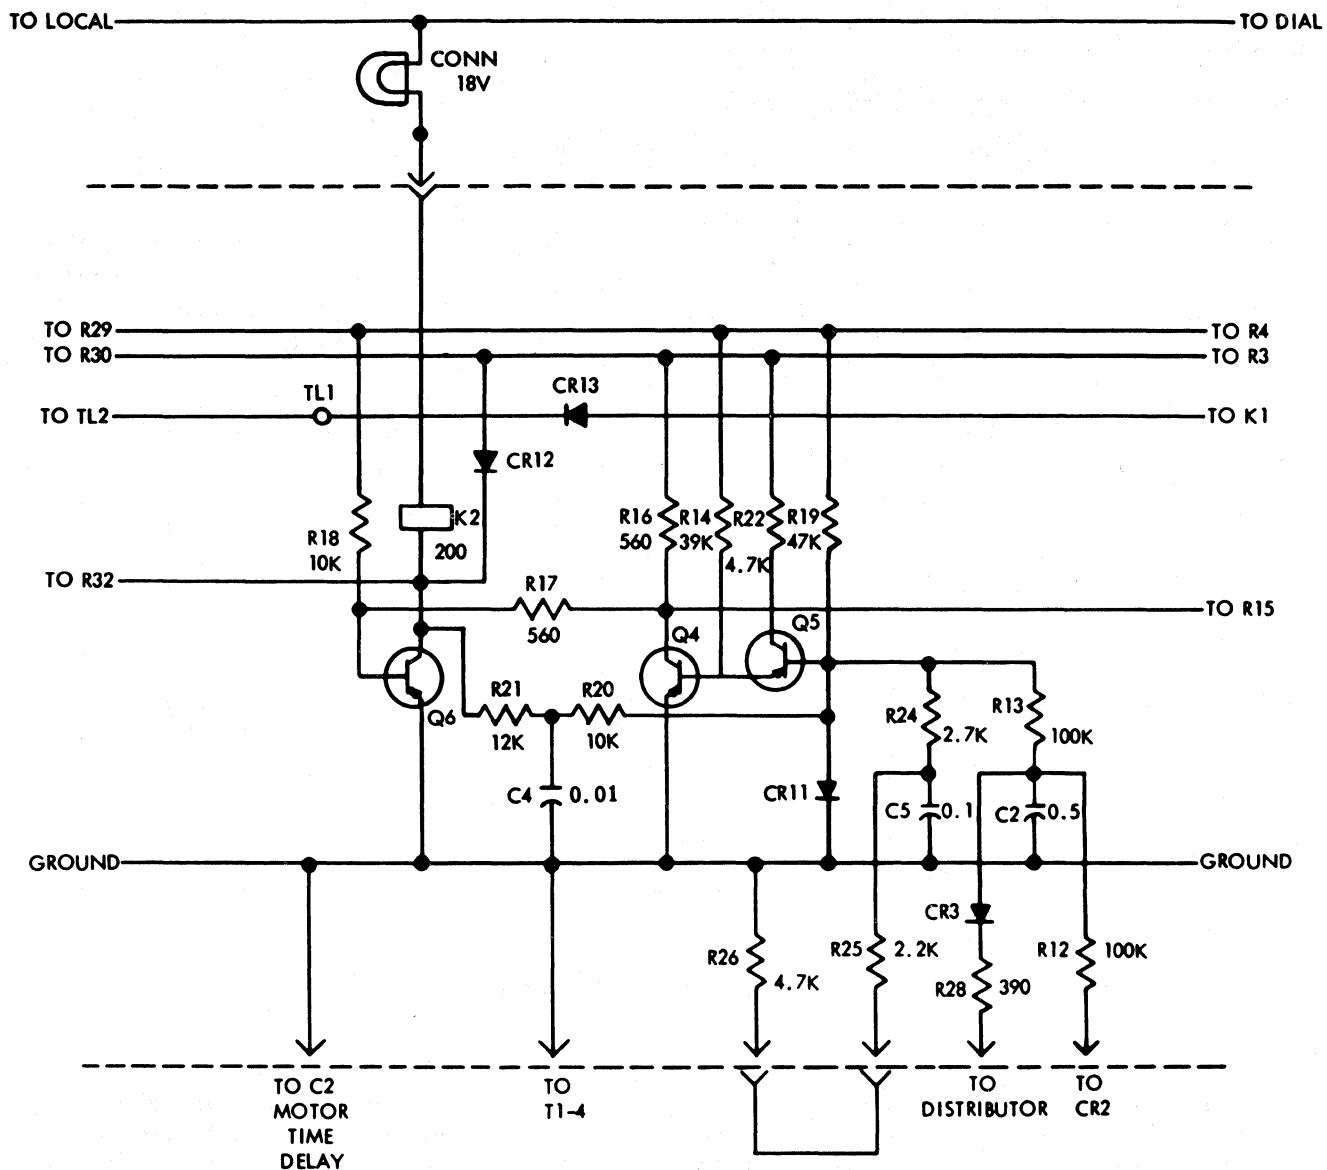 TO LOCAL
TO DIAL
CONN
18V
TO R29
TO R4
TO R30
TO R3
TL1
CR13
TO TL2
TO K1
CR12
R18
10K
K2
200
R16
560
R14
39K
R22
4.7K
R19
47K
TO R32
R17
560
TO R15
Q4
Q5
Q6
R21
12K
R20
10K
R24
2.7K
R13
100K
C4
0.01
CR11
C5
0.1
C2
0.5
GROUND
GROUND
CR3
R26
4.7K
R25
2.2K
R28
390
R12
100K
TO C2
MOTOR
TIME
DELAY
TO
T1-4
TO
DISTRIBUTOR
TO
CR2